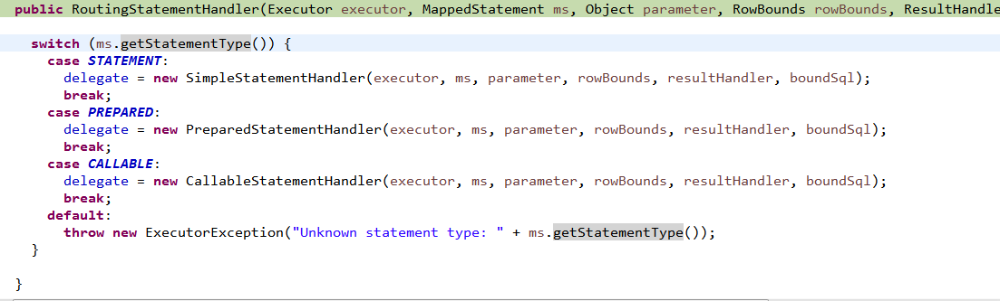 public RoutingStatementHandler(Executor executor, MappedStatement ms, Object parameter, RowBounds rowBounds, ResultHandle
switch (ms.getStatementType()) {
case STATEMENT:
delegate = new SimpleStatementHandler(executor, ms, parameter, rowBounds, resultHandler, boundSql);
break;
case PREPARED:
delegate = new PreparedStatementHandler(executor, ms, parameter, rowBounds, resultHandler, boundSql);
break;
case CALLABLE:
delegate = new CallableStatementHandler(executor, ms, parameter, rowBounds, resultHandler, boundSql);
break;
default:
throw new ExecutorException("Unknown statement type: " + ms.getStatementType());
}
}